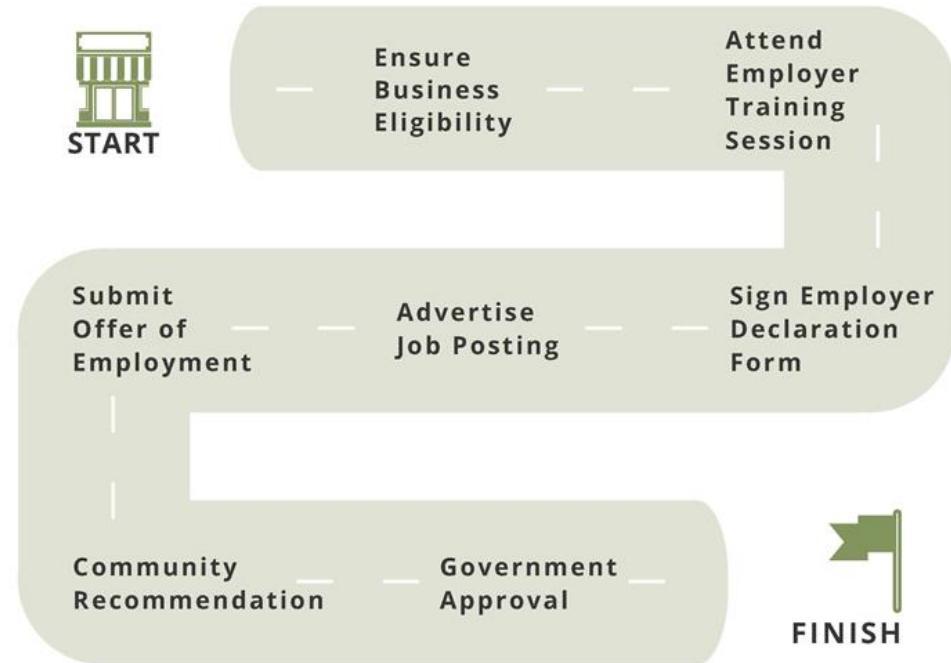 START
Ensure
Business
Eligibility
Attend
Employer
Training
Session
Sign Employer
Declaration
Form
Advertise
Job Posting
Submit
Offer of
Employment
Community
Recommendation
Government
Approval
FINISH